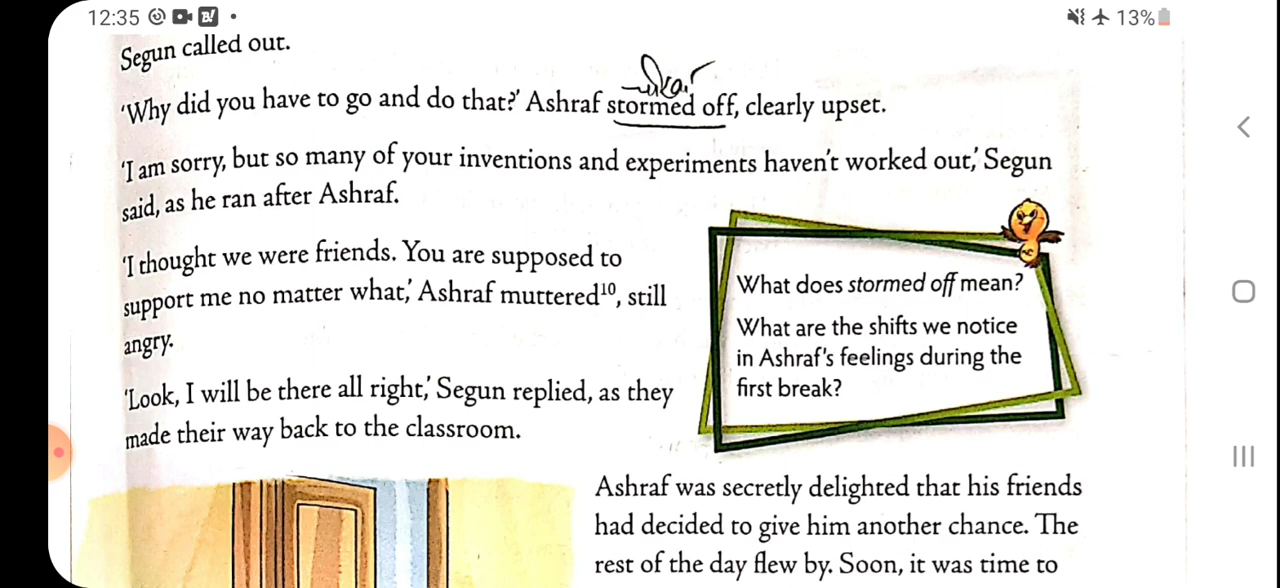 12:35
13%
Segun called out.
'Why did you have to go and do that?' Ashraf stormed off, clearly upset.
'I am sorry, but so many of your inventions and experiments haven't worked out,' Segun
said, as he ran after Ashraf.
'I thought we were friends. You are supposed to
support me no matter what,' Ashraf muttered¹⁰, still
angry.
'Look, I will be there all right,' Segun replied, as they
made their way back to the classroom.
What does stormed off mean?
What are the shifts we notice
in Ashraf's feelings during the
first break?
Ashraf was secretly delighted that his friends
had decided to give him another chance. The
rest of the day flew by. Soon, it was time to